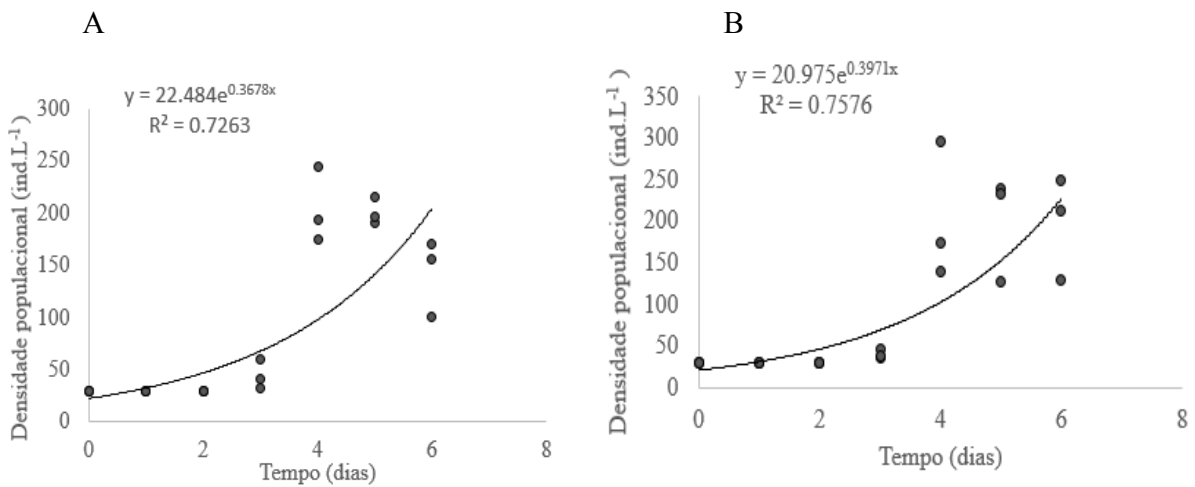 A
y = 22.484e^0.3678x
R² = 0.7263
Densidade populacional (ind.L⁻¹)
300
250
200
150
100
50
0
0 2 4 6 8
Tempo (dias)
B
y = 20.975e^0.3971x
R² = 0.7576
Densidade populacional (ind.L⁻¹ )
350
300
250
200
150
100
50
0
0 2 4 6 8
Tempo (dias)